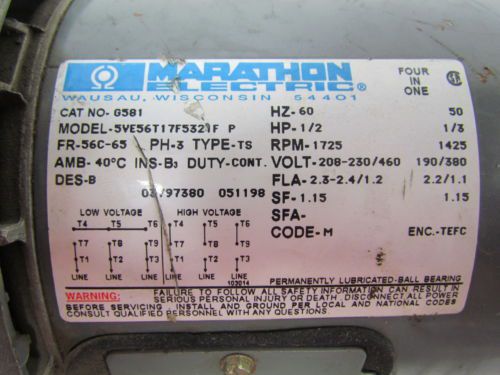 MARATHON
ELECTRIC®
WAUSAU, WISCONSIN 54401
FOUR
IN
ONE
CAT NO- G581
HZ- 60 50
MODEL- 5VE56T17F5321F P
HP- 1/2 1/3
FR- 56C-65 PH- 3 TYPE- TS
RPM- 1725 1425
AMB- 40°C INS- B3 DUTY- CONT.
VOLT- 208-230/460 190/380
DES- B
FLA- 2.3-2.4/1.2 2.2/1.1
051198
SF- 1.15 1.15
SFA-
CODE- M ENC.- TEFC
LOW VOLTAGE HIGH VOLTAGE
T4 T5 T6 T4 T5 T6
T7 T8 T9 T7 T8 T9
T1 T2 T3 T1 T2 T3
LINE LINE LINE LINE LINE LINE
103014
PERMANENTLY LUBRICATED-BALL BEARING
WARNING: FAILURE TO FOLLOW ALL SAFETY INFORMATION CAN RESULT IN
SERIOUS PERSONAL INJURY OR DEATH. DISCONNECT ALL POWER
BEFORE SERVICING. INSTALL AND GROUND PER LOCAL AND NATIONAL CODES
CONSULT QUALIFIED PERSONNEL WITH ANY QUESTIONS.